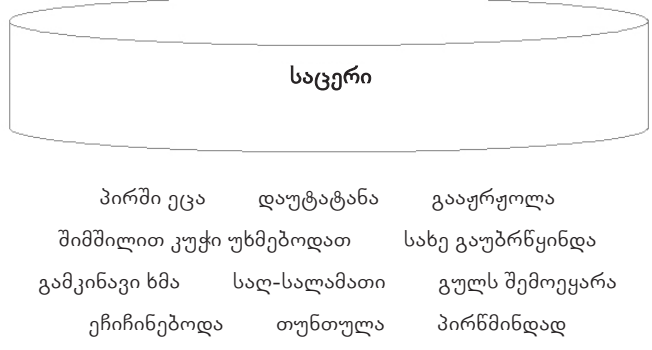 საცერი
პირში ეცა დაუტატანა გააჟრჟოლა
შიმშილით კუჭი უხმებოდათ სახე გაუბრწყინდა
გამკინავი ხმა საღ-სალამათი გულს შემოეყარა
ეჩიჩინებოდა თუნთულა პირწმინდად